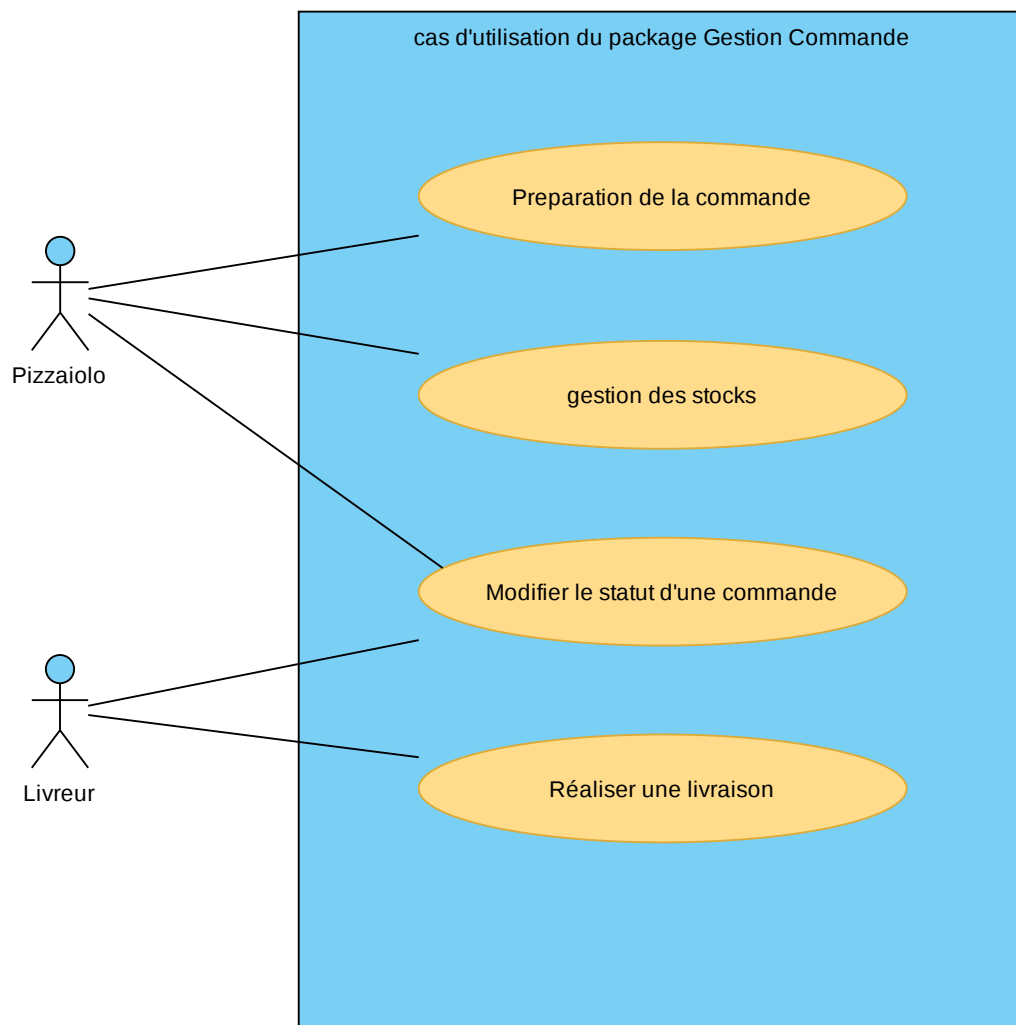 cas d'utilisation du package Gestion Commande
Preparation de la commande
Pizzaiolo
gestion des stocks
Modifier le statut d'une commande
Livreur
Réaliser une livraison